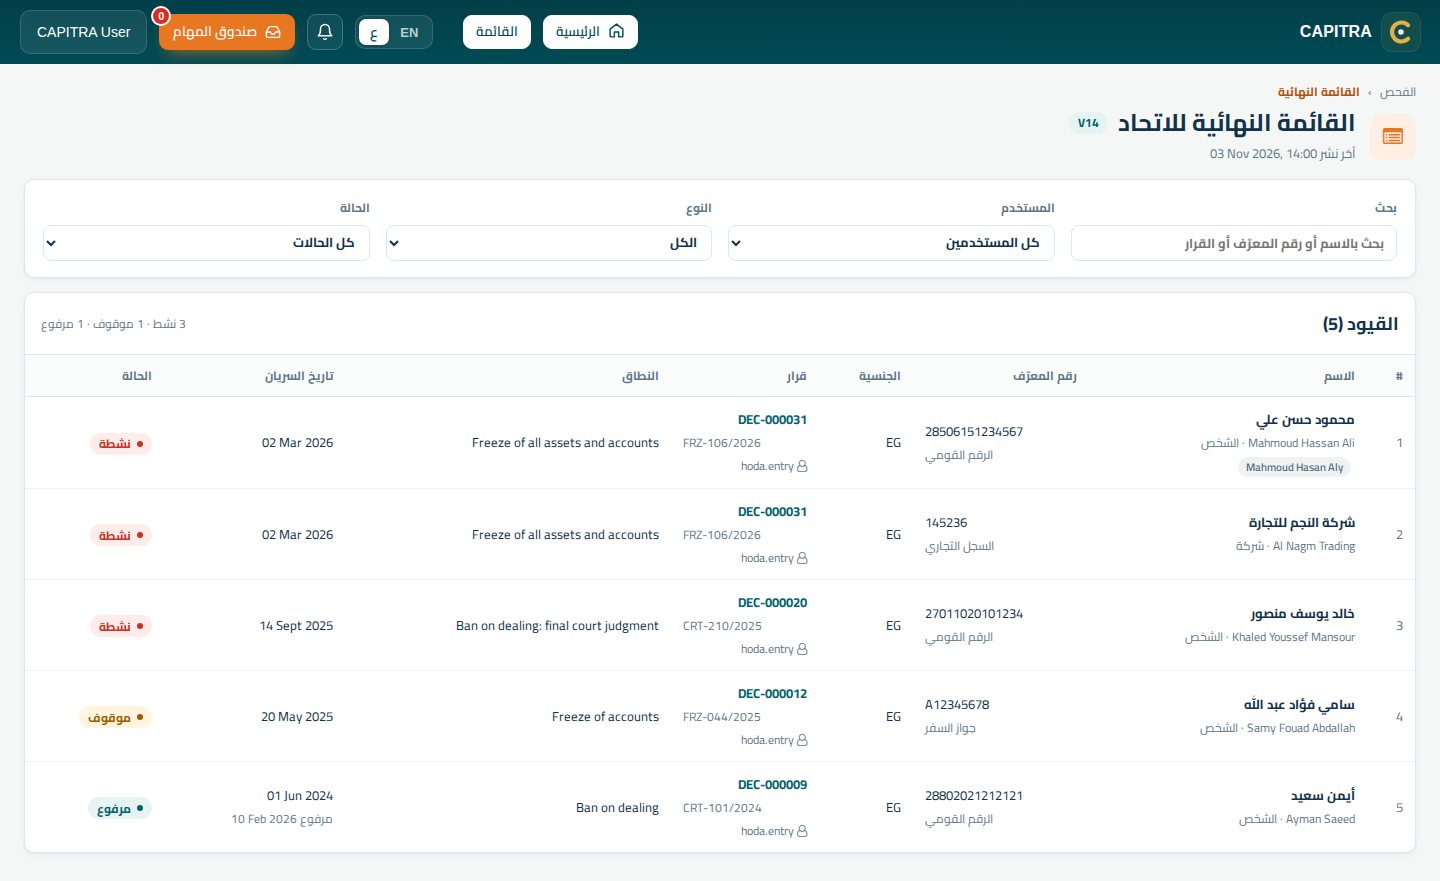 CAPITRA
الرئيسية
القائمة
EN
ع
صندوق المهام
0
CAPITRA User
الفحص › القائمة النهائية
القائمة النهائية للاتحاد V14
آخر نشر 03 Nov 2026, 14:00
بحث
المستخدم
النوع
الحالة
بحث بالاسم أو رقم المعرّف أو القرار
كل المستخدمين
الكل
كل الحالات
القيود (5)
3 نشط · 1 موقوف · 1 مرفوع
# الاسم رقم المعرّف الجنسية قرار النطاق تاريخ السريان الحالة
1
محمود حسن علي
Mahmoud Hassan Ali · الشخص
Mahmoud Hasan Aly
28506151234567
الرقم القومي
EG
DEC-000031
FRZ-106/2026
hoda.entry
Freeze of all assets and accounts
02 Mar 2026
نشطة
2
شركة النجم للتجارة
Al Nagm Trading · شركة
145236
السجل التجاري
EG
DEC-000031
FRZ-106/2026
hoda.entry
Freeze of all assets and accounts
02 Mar 2026
نشطة
3
خالد يوسف منصور
Khaled Youssef Mansour · الشخص
27011020101234
الرقم القومي
EG
DEC-000020
CRT-210/2025
hoda.entry
Ban on dealing: final court judgment
14 Sept 2025
نشطة
4
سامي فؤاد عبد الله
Samy Fouad Abdallah · الشخص
A12345678
جواز السفر
EG
DEC-000012
FRZ-044/2025
hoda.entry
Freeze of accounts
20 May 2025
موقوف
5
أيمن سعيد
Ayman Saeed · الشخص
28802021212121
الرقم القومي
EG
DEC-000009
CRT-101/2024
hoda.entry
Ban on dealing
01 Jun 2024
مرفوع 10 Feb 2026
مرفوع